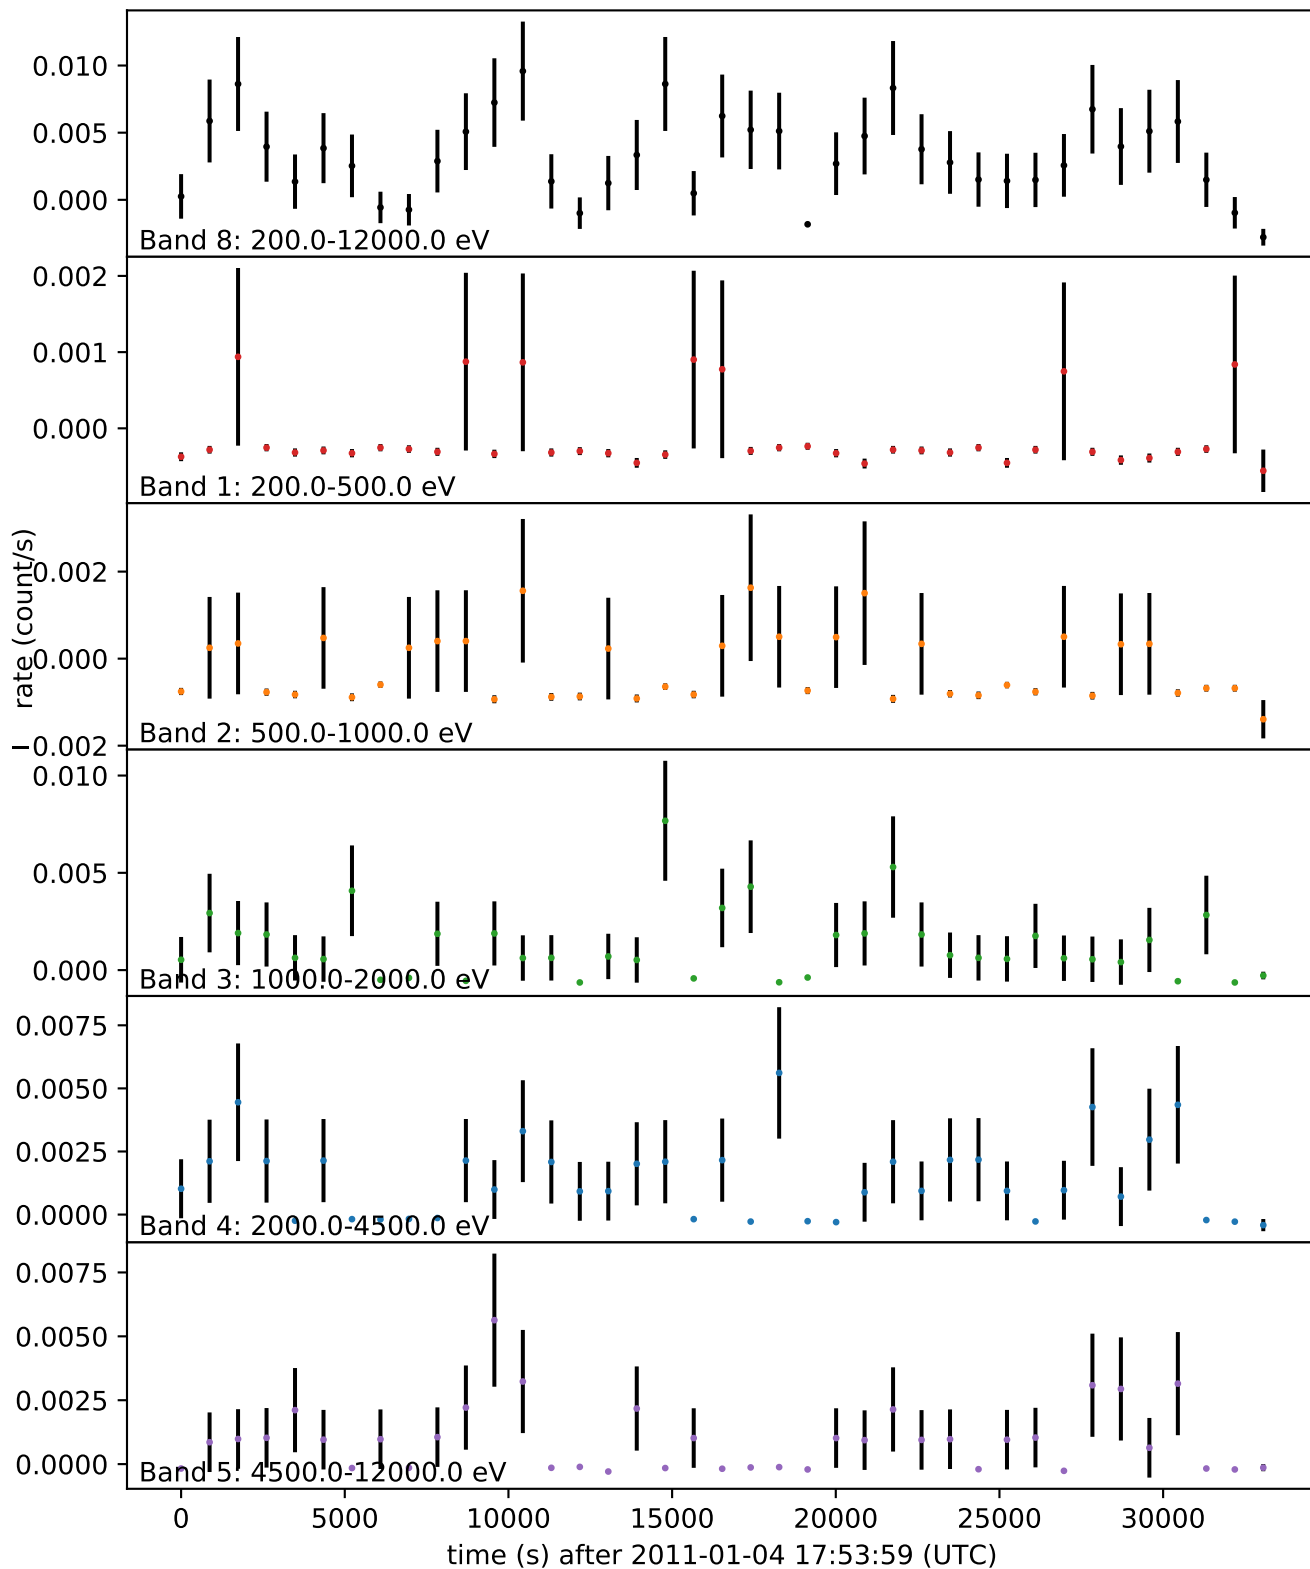 0.010
0.005
0.000
Band 8: 200.0-12000.0 eV
0.002
0.001
0.000
Band 1: 200.0-500.0 eV
rate (count/s)
0.002
0.000
−0.002
Band 2: 500.0-1000.0 eV
0.010
0.005
0.000
Band 3: 1000.0-2000.0 eV
0.0075
0.0050
0.0025
0.0000
Band 4: 2000.0-4500.0 eV
0.0075
0.0050
0.0025
0.0000
Band 5: 4500.0-12000.0 eV
0 5000 10000 15000 20000 25000 30000
time (s) after 2011-01-04 17:53:59 (UTC)